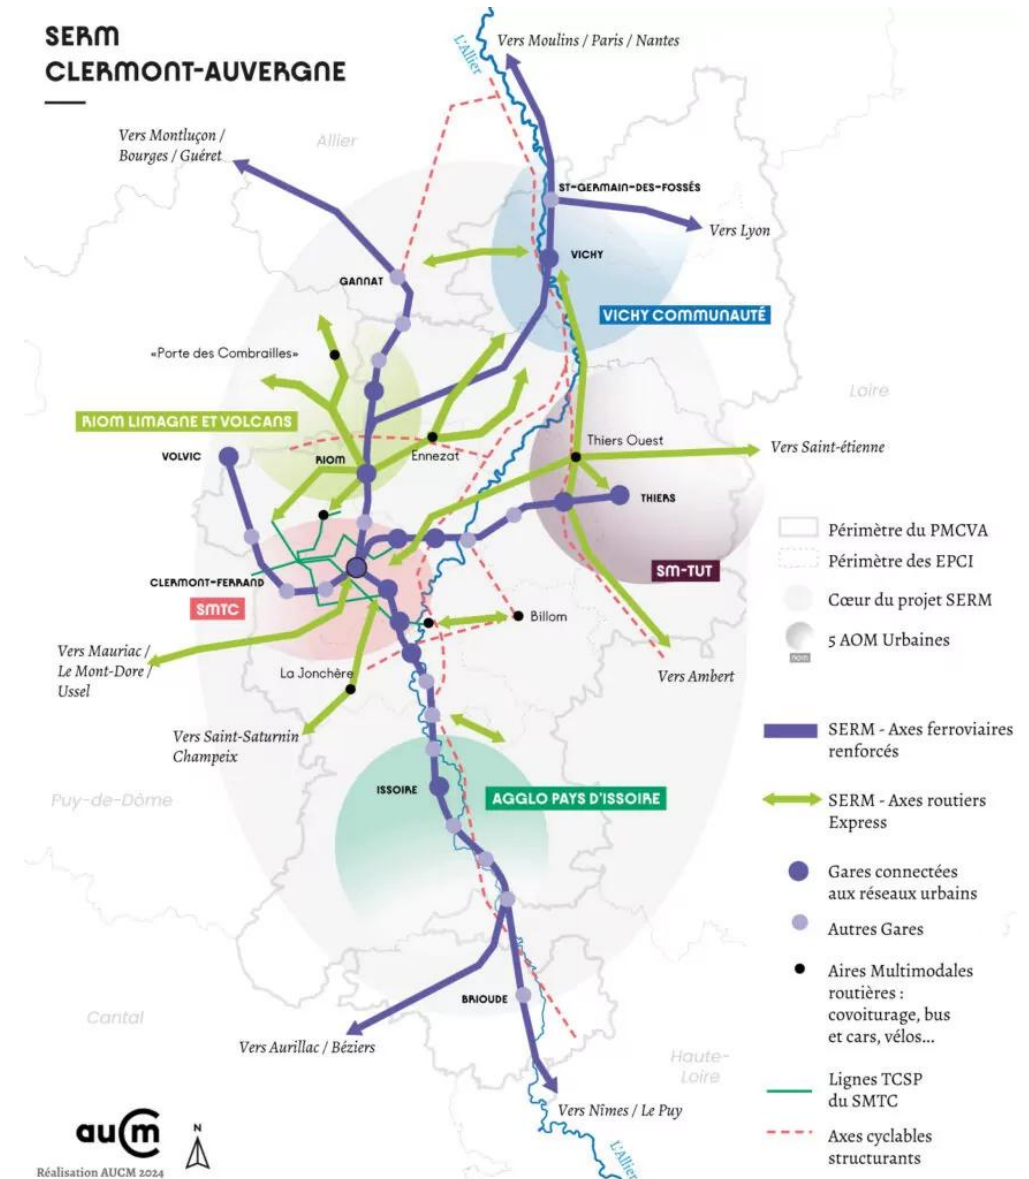 SERM
CLERMONT-AUVERGNE
L'Allier
Vers Moulins / Paris / Nantes
Vers Montluçon /
Bourges / Guéret
Allier
ST-GERMAIN-DES-FOSSÉS
Vers Lyon
VICHY
GANNAT
VICHY COMMUNAUTÉ
«Porte des Combrailles»
Loire
RIOM LIMAGNE ET VOLCANS
Thiers Ouest
Vers Saint-étienne
VOLVIC
RIOM
Ennezat
THIERS
SM-TUT
CLERMONT-FERRAND
SMTC
Billom
Vers Mauriac /
Le Mont-Dore /
Ussel
La Jonchère
Vers Ambert
Vers Saint-Saturnin
Champeix
Puy-de-Dôme
ISSOIRE
AGGLO PAYS D'ISSOIRE
BRIOUDE
Cantal
Vers Aurillac / Béziers
Haute-
Loire
Vers Nîmes / Le Puy
L'Allier
Périmètre du PMCVA
Périmètre des EPCI
Cœur du projet SERM
5 AOM Urbaines
nom
SERM - Axes ferroviaires
renforcés
SERM - Axes routiers
Express
Gares connectées
aux réseaux urbains
Autres Gares
Aires Multimodales
routières :
covoiturage, bus
et cars, vélos...
Lignes TCSP
du SMTC
Axes cyclables
structurants
aucm
N
Réalisation AUCM 2024